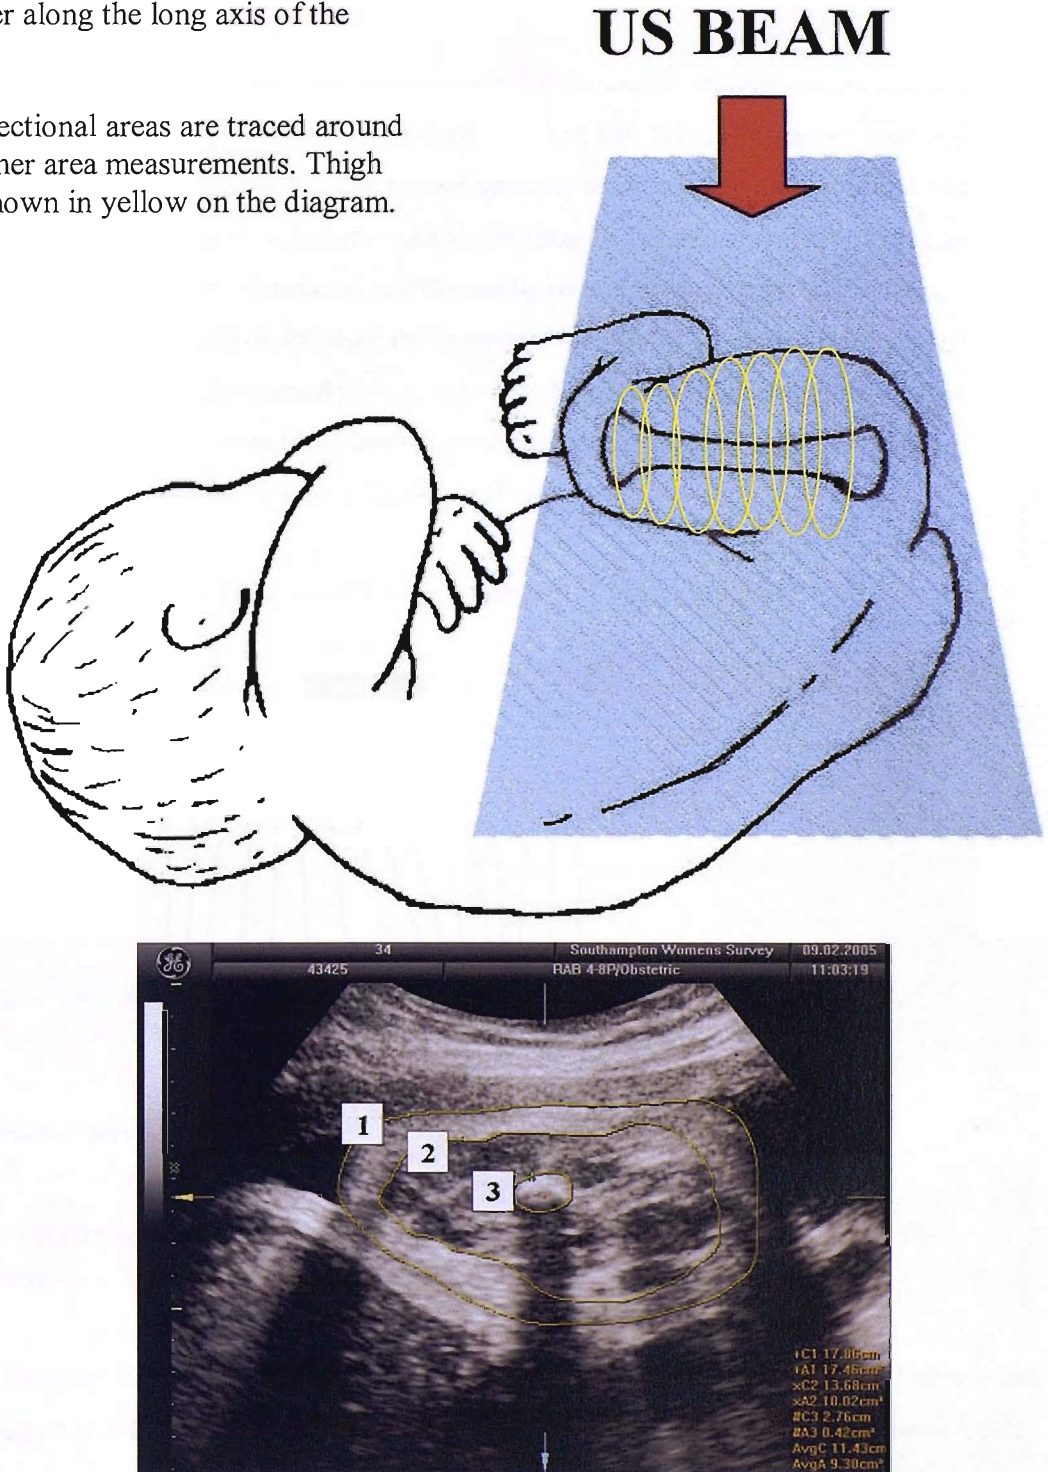 er along the long axis of the
US BEAM
ectional areas are traced around
ner area measurements. Thigh
nown in yellow on the diagram.
34 Southampton Womens Survey 09.02.2005
43425 RAB 4-8P/Obstetric 11:03:19
1
2
3
+C1 17.86cm
+A1 17.46cm²
xC2 13.68cm
xA2 10.02cm²
#C3 2.76cm
#A3 0.42cm²
AvgC 11.43cm
AvgA 9.30cm²